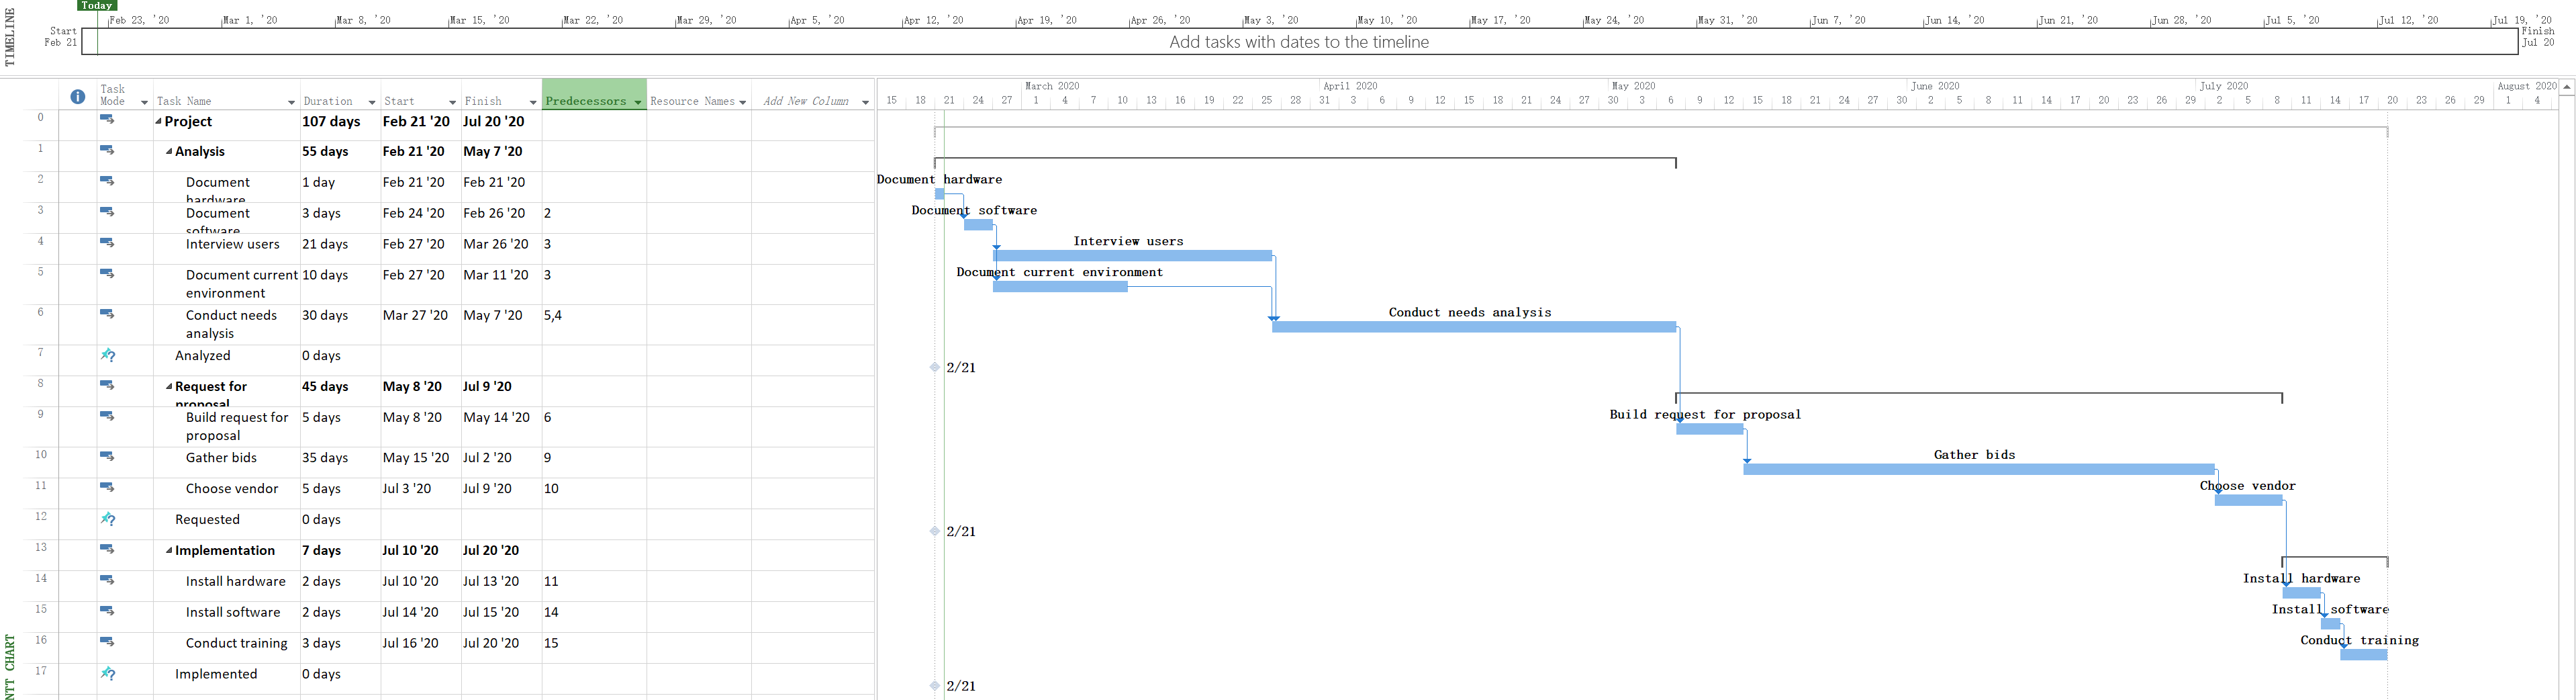 Today
Feb 23, '20 Mar 1, '20 Mar 8, '20 Mar 15, '20 Mar 22, '20 Mar 29, '20 Apr 5, '20 Apr 12, '20 Apr 19, '20 Apr 26, '20 May 3, '20 May 10, '20 May 17, '20 May 24, '20 May 31, '20 Jun 7, '20 Jun 14, '20 Jun 21, '20 Jun 28, '20 Jul 5, '20 Jul 12, '20 Jul 19, '20
TIMELINE
Start
Feb 21
Add tasks with dates to the timeline
Finish
Jul 20
Task Mode Task Name Duration Start Finish Predecessors Resource Names Add New Column
March 2020 April 2020 May 2020 June 2020 July 2020 August 2020
15 18 21 24 27 1 4 7 10 13 16 19 22 25 28 31 3 6 9 12 15 18 21 24 27 30 3 6 9 12 15 18 21 24 27 30 2 5 8 11 14 17 20 23 26 29 2 5 8 11 14 17 20 23 26 29 1 4
0 Project 107 days Feb 21 '20 Jul 20 '20
1 Analysis 55 days Feb 21 '20 May 7 '20
2 Document hardware 1 day Feb 21 '20 Feb 21 '20
Document hardware
3 Document software 3 days Feb 24 '20 Feb 26 '20 2
Document software
4 Interview users 21 days Feb 27 '20 Mar 26 '20 3
Interview users
5 Document current environment 10 days Feb 27 '20 Mar 11 '20 3
Document current environment
6 Conduct needs analysis 30 days Mar 27 '20 May 7 '20 5,4
Conduct needs analysis
7 Analyzed 0 days
2/21
8 Request for proposal 45 days May 8 '20 Jul 9 '20
9 Build request for proposal 5 days May 8 '20 May 14 '20 6
Build request for proposal
10 Gather bids 35 days May 15 '20 Jul 2 '20 9
Gather bids
11 Choose vendor 5 days Jul 3 '20 Jul 9 '20 10
Choose vendor
12 Requested 0 days
2/21
13 Implementation 7 days Jul 10 '20 Jul 20 '20
14 Install hardware 2 days Jul 10 '20 Jul 13 '20 11
Install hardware
15 Install software 2 days Jul 14 '20 Jul 15 '20 14
Install software
16 Conduct training 3 days Jul 16 '20 Jul 20 '20 15
Conduct training
17 Implemented 0 days
2/21
NTT CHART